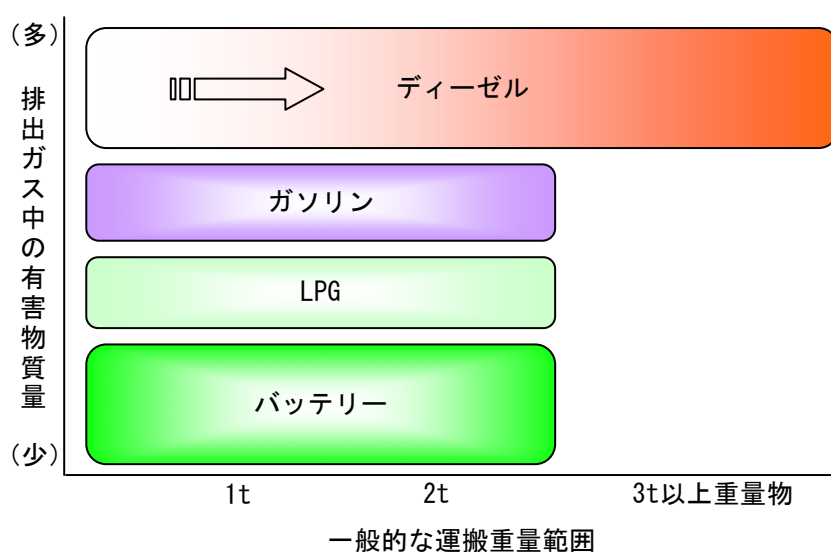 (多)
排出ガス中の有害物質量
(少)
ディーゼル
ガソリン
LPG
バッテリー
1t
2t
3t以上重量物
一般的な運搬重量範囲